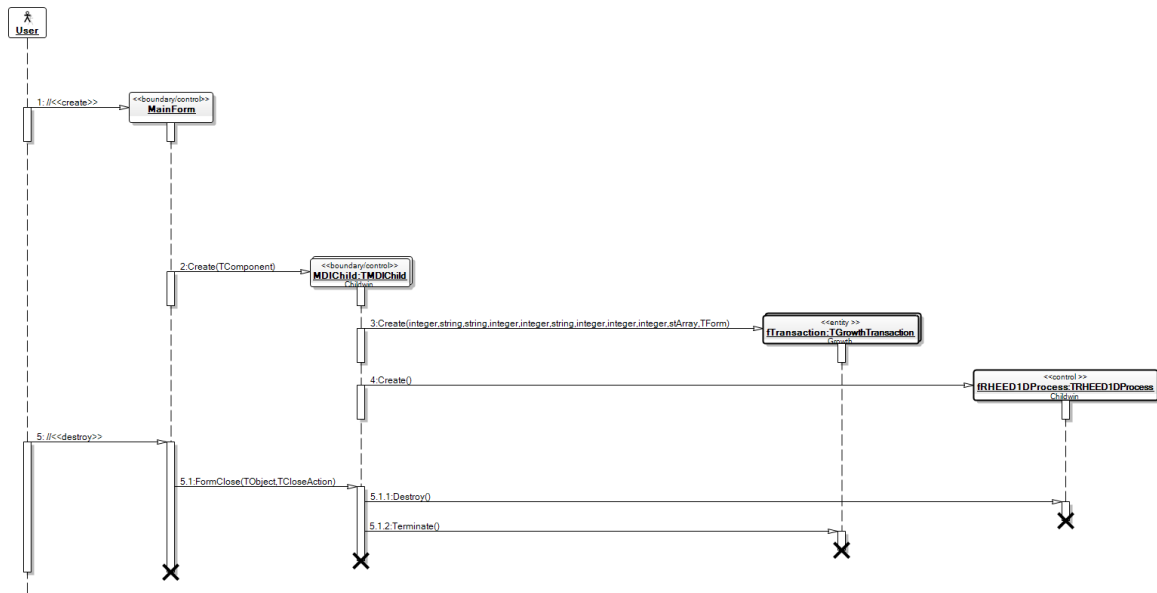 User
1: //<<create>>
<<boundary/control>>
MainForm
2:Create(TComponent)
<<boundary/control>>
MDIChild:TMDIChild
Childwin
3:Create(integer,string,string,integer,integer,string,integer,integer,integer,stArray,TForm)
<<entity >>
fTransaction:TGrowthTransaction
Growth
4:Create()
<<control >>
fRHEED1DProcess:TRHEED1DProcess
Childwin
5: //<<destroy>>
5.1:FormClose(TObject,TCloseAction)
5.1.1:Destroy()
5.1.2:Terminate()